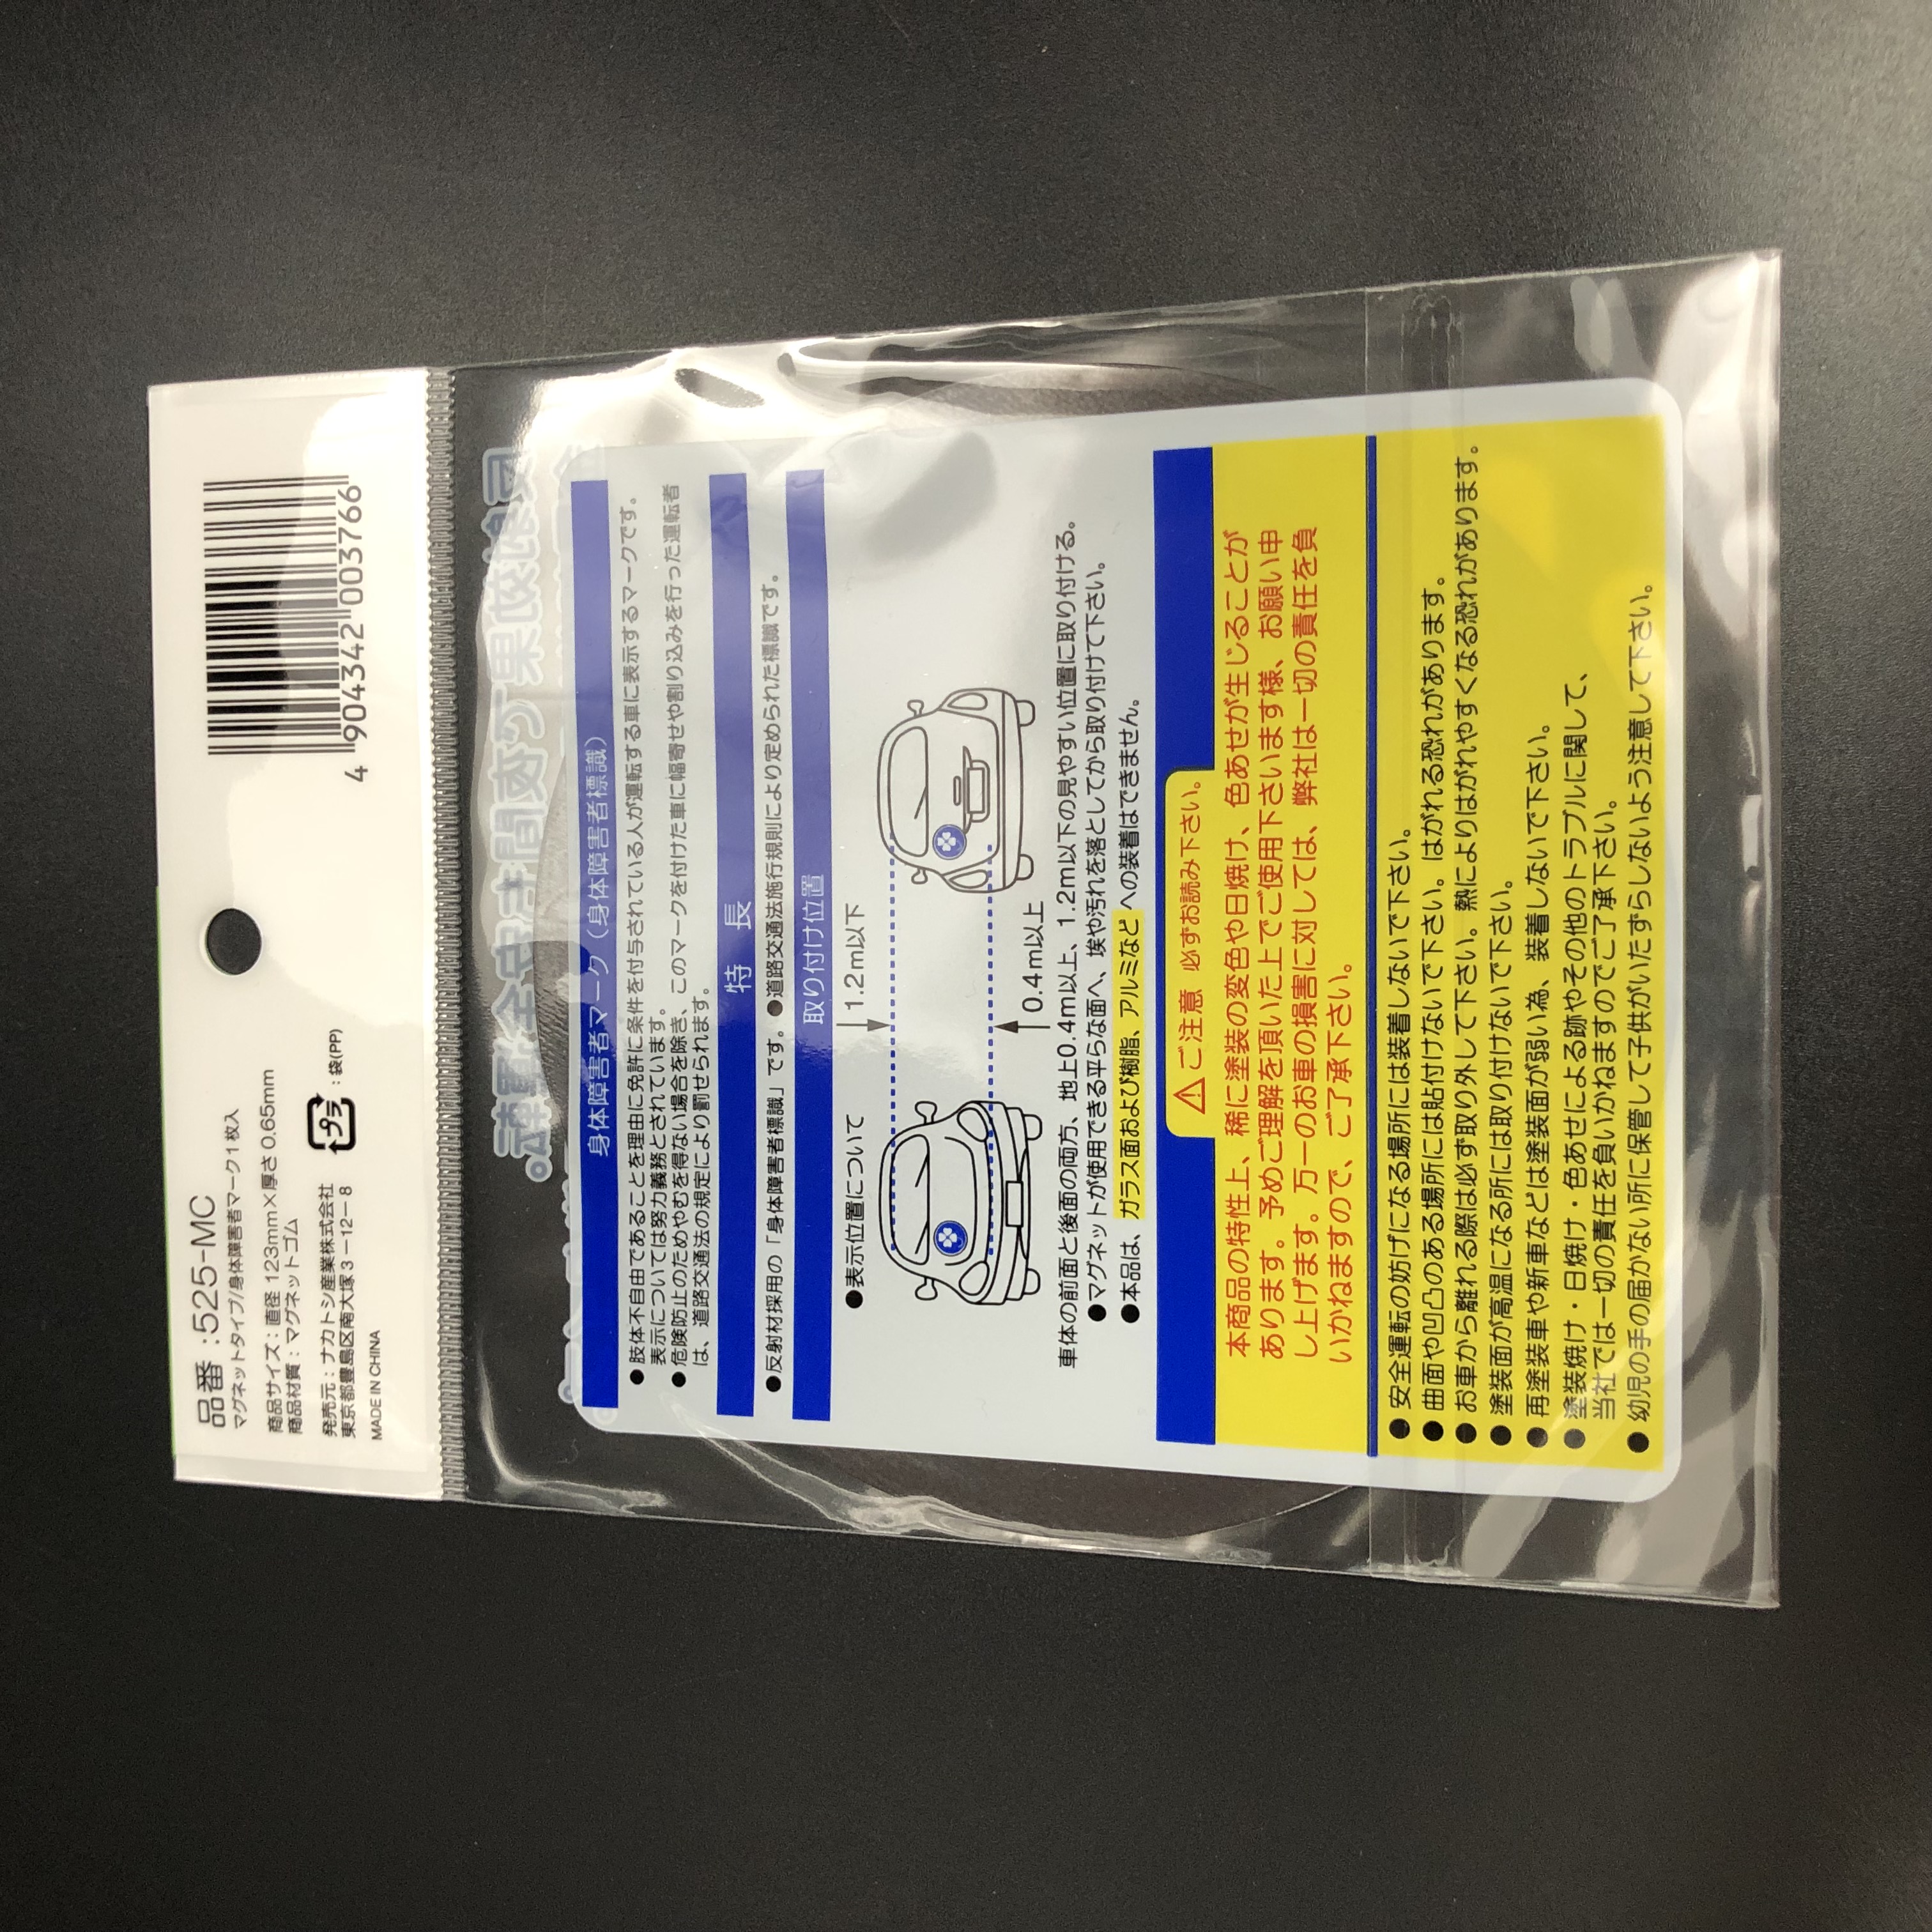 品番:525-MC
マグネットタイプ/身体障害者マーク1枚入
商品サイズ:直径 123mm×厚さ0.65mm
商品材質:マグネットゴム
プラ :袋(PP)
発売元:ナカトシ産業株式会社
東京都豊島区南大塚3-12-8
MADE IN CHINA
4 904342 003766
身体障害者マーク(身体障害者標識)
●肢体不自由であることを理由に免許に条件を付与されている人が運転する車に表示するマークです。
表示については努力義務とされています。
●危険防止のためやむを得ない場合を除き、このマークを付けた車に幅寄せや割り込みを行った運転者
は、道路交通法の規定により罰せられます。
特 長
●反射材採用の「身体障害者標識」です。●道路交通法施行規則により定められた標識です。
取り付け位置
●表示位置について
1.2m以下
0.4m以上
車体の前面と後面の両方、地上0.4m以上、1.2m以下の見やすい位置に取り付ける。
●マグネットが使用できる平らな面へ、埃や汚れを落としてから取り付けて下さい。
●本品は、ガラス面および樹脂、アルミなどへの装着はできません。
⚠ご注意 必ずお読み下さい。
本商品の特性上、稀に塗装の変色や日焼け、色あせが生じることが
あります。予めご理解を頂いた上でご使用下さいます様、お願い申
し上げます。万一のお車の損害に対しては、弊社は一切の責任を負
いかねますので、ご了承下さい。
●安全運転の妨げになる場所には装着しないで下さい。
●曲面や凹凸のある場所には貼付けないで下さい。はがれる恐れがあります。
●お車から離れる際は必ず取り外して下さい。熱によりはがれやすくなる恐れがあります。
●塗装面が高温になる所には取り付けないで下さい。
●再塗装車や新車などは塗装面が弱い為、装着しないで下さい。
●塗装焼け・日焼け・色あせによる跡やその他のトラブルに関して、
当社では一切の責任を負いかねますのでご了承下さい。
●幼児の手の届かない所に保管して子供がいたずらしないよう注意して下さい。